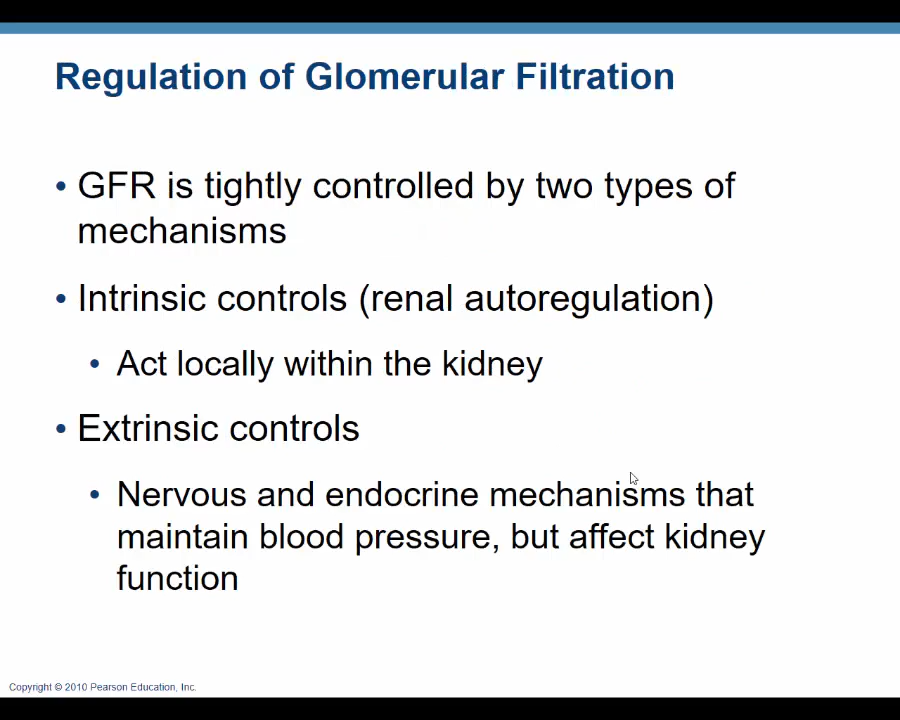 Regulation of Glomerular Filtration
• GFR is tightly controlled by two types of
mechanisms
• Intrinsic controls (renal autoregulation)
• Act locally within the kidney
• Extrinsic controls
• Nervous and endocrine mechanisms that
maintain blood pressure, but affect kidney
function
Copyright © 2010 Pearson Education, Inc.